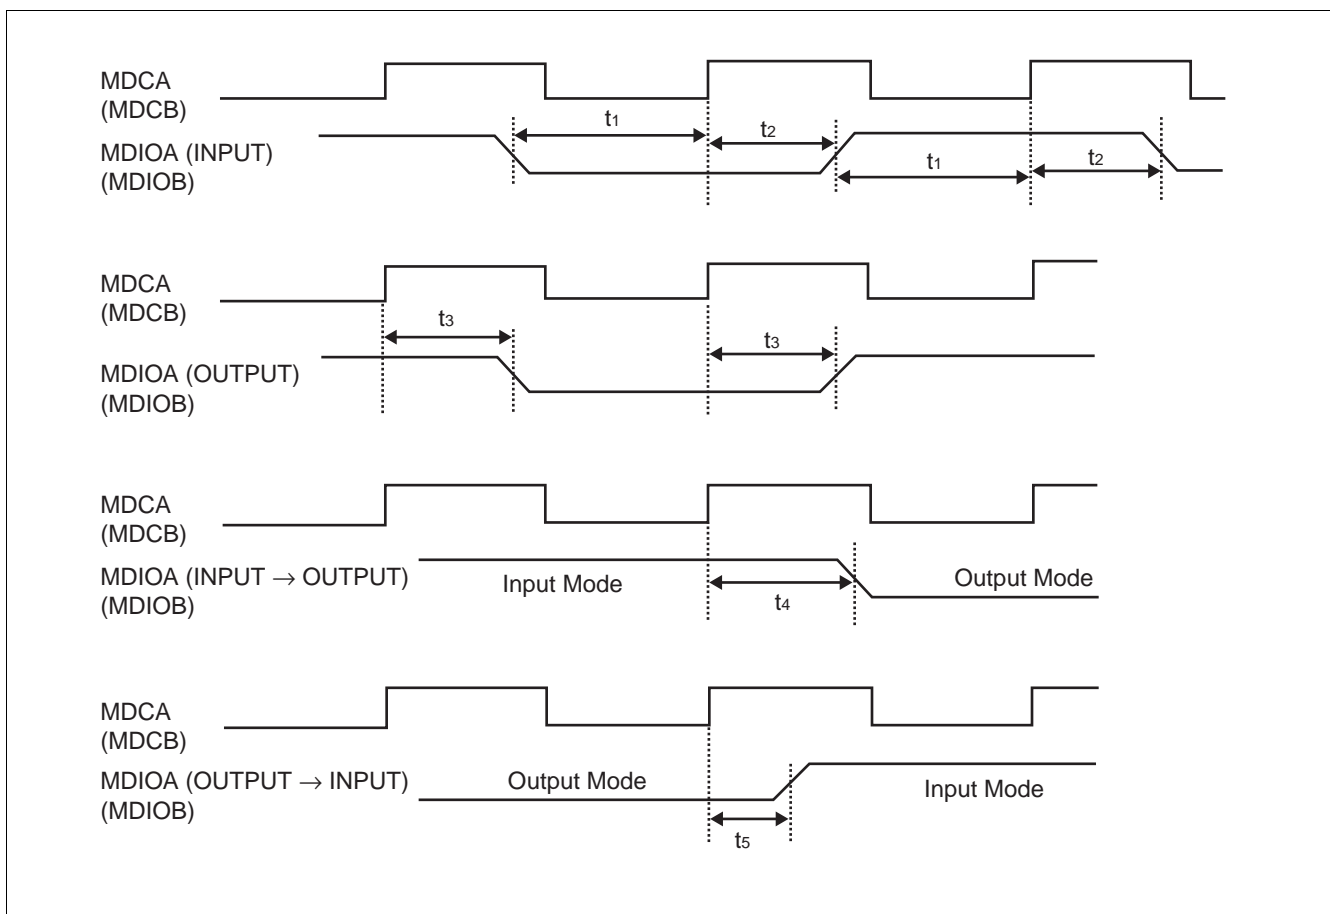 MDCA
(MDCB)
t1
t2
MDIOA (INPUT)
(MDIOB)
t1
t2
MDCA
(MDCB)
t3
t3
MDIOA (OUTPUT)
(MDIOB)
MDCA
(MDCB)
MDIOA (INPUT → OUTPUT)
(MDIOB)
Input Mode
t4
Output Mode
MDCA
(MDCB)
MDIOA (OUTPUT → INPUT)
(MDIOB)
Output Mode
Input Mode
t5